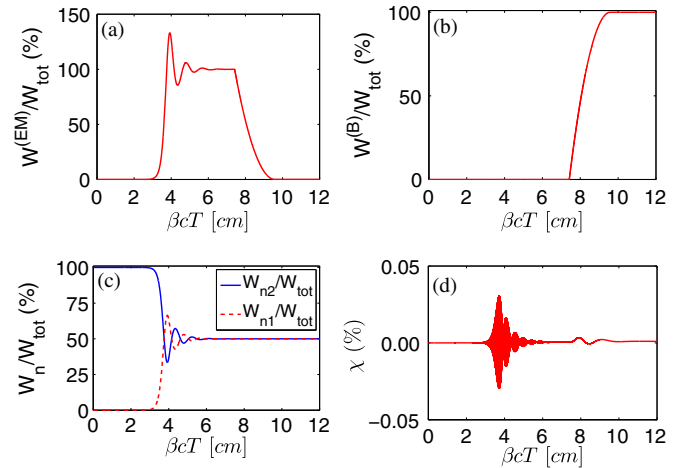 (a)
W^(EM)/W_tot (%)
150
100
50
0
0 2 4 6 8 10 12
βcT [cm]
(b)
W^(B)/W_tot (%)
100
50
0
0 2 4 6 8 10 12
βcT [cm]
(c)
W_n/W_tot (%)
100
75
50
25
0
0 2 4 6 8 10 12
βcT [cm]
W_n2/W_tot
W_n1/W_tot
(d)
χ (%)
0.05
0.00
−0.05
0 2 4 6 8 10 12
βcT [cm]